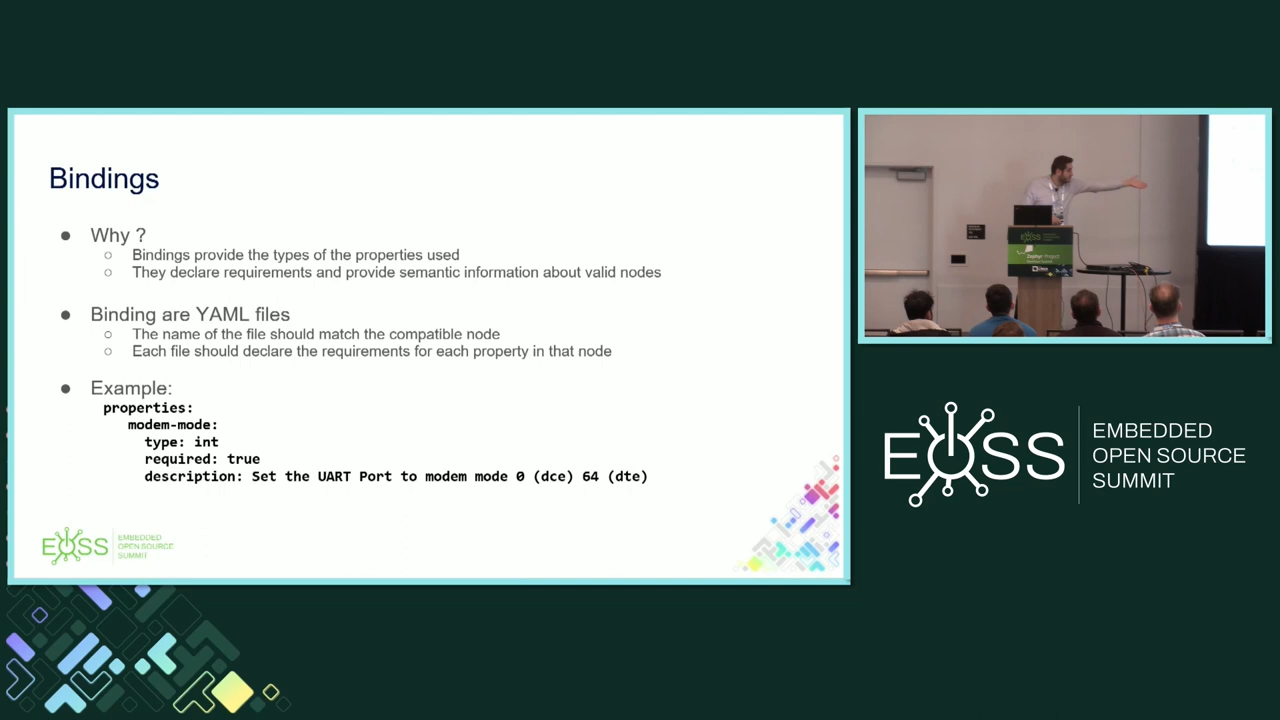 Bindings
● Why ?
○ Bindings provide the types of the properties used
○ They declare requirements and provide semantic information about valid nodes
● Binding are YAML files
○ The name of the file should match the compatible node
○ Each file should declare the requirements for each property in that node
● Example:
properties:
modem-mode:
type: int
required: true
description: Set the UART Port to modem mode 0 (dce) 64 (dte)
EOSS
EMBEDDED
OPEN SOURCE
SUMMIT
EOSS
Zephyr Project
EOSS
EMBEDDED
OPEN SOURCE
SUMMIT